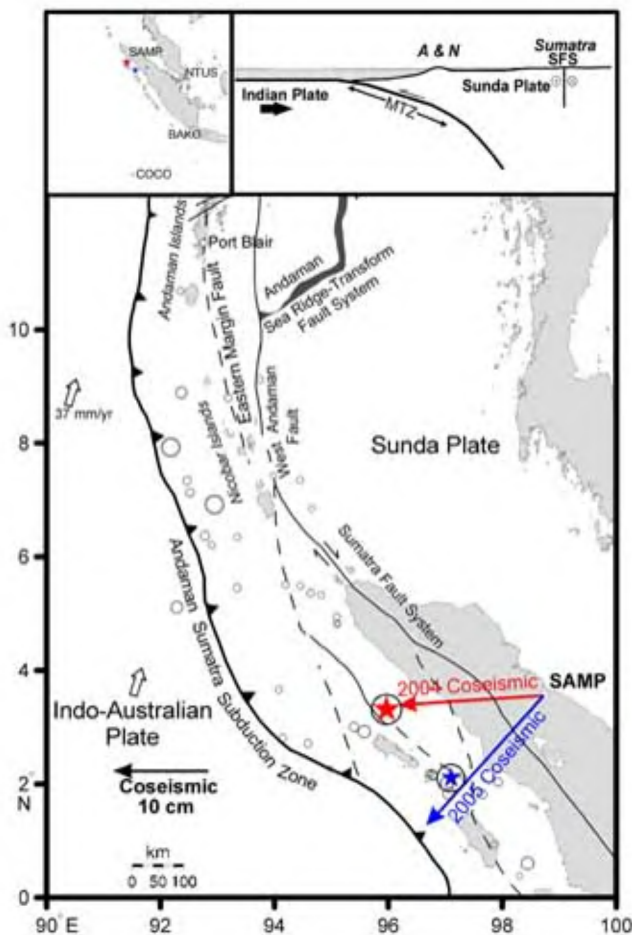 SAMP
NTUS
BAKO
COCO
A & N
Sumatra
SFS
Indian Plate
Sunda Plate
MTZ
Andaman Islands
Port Blair
Eastern Margin Fault
Andaman
Sea Ridge-Transform
Fault System
37 mm/yr
Nicobar Islands
West Andaman
Fault
Sunda Plate
Sumatra Fault System
Andaman Sumatra Subduction Zone
SAMP
2004 Coseismic
2005 Coseismic
Indo-Australian
Plate
Coseismic
10 cm
km
0 50 100
10
8
6
4
2
N
0
90 E 92 94 96 98 100